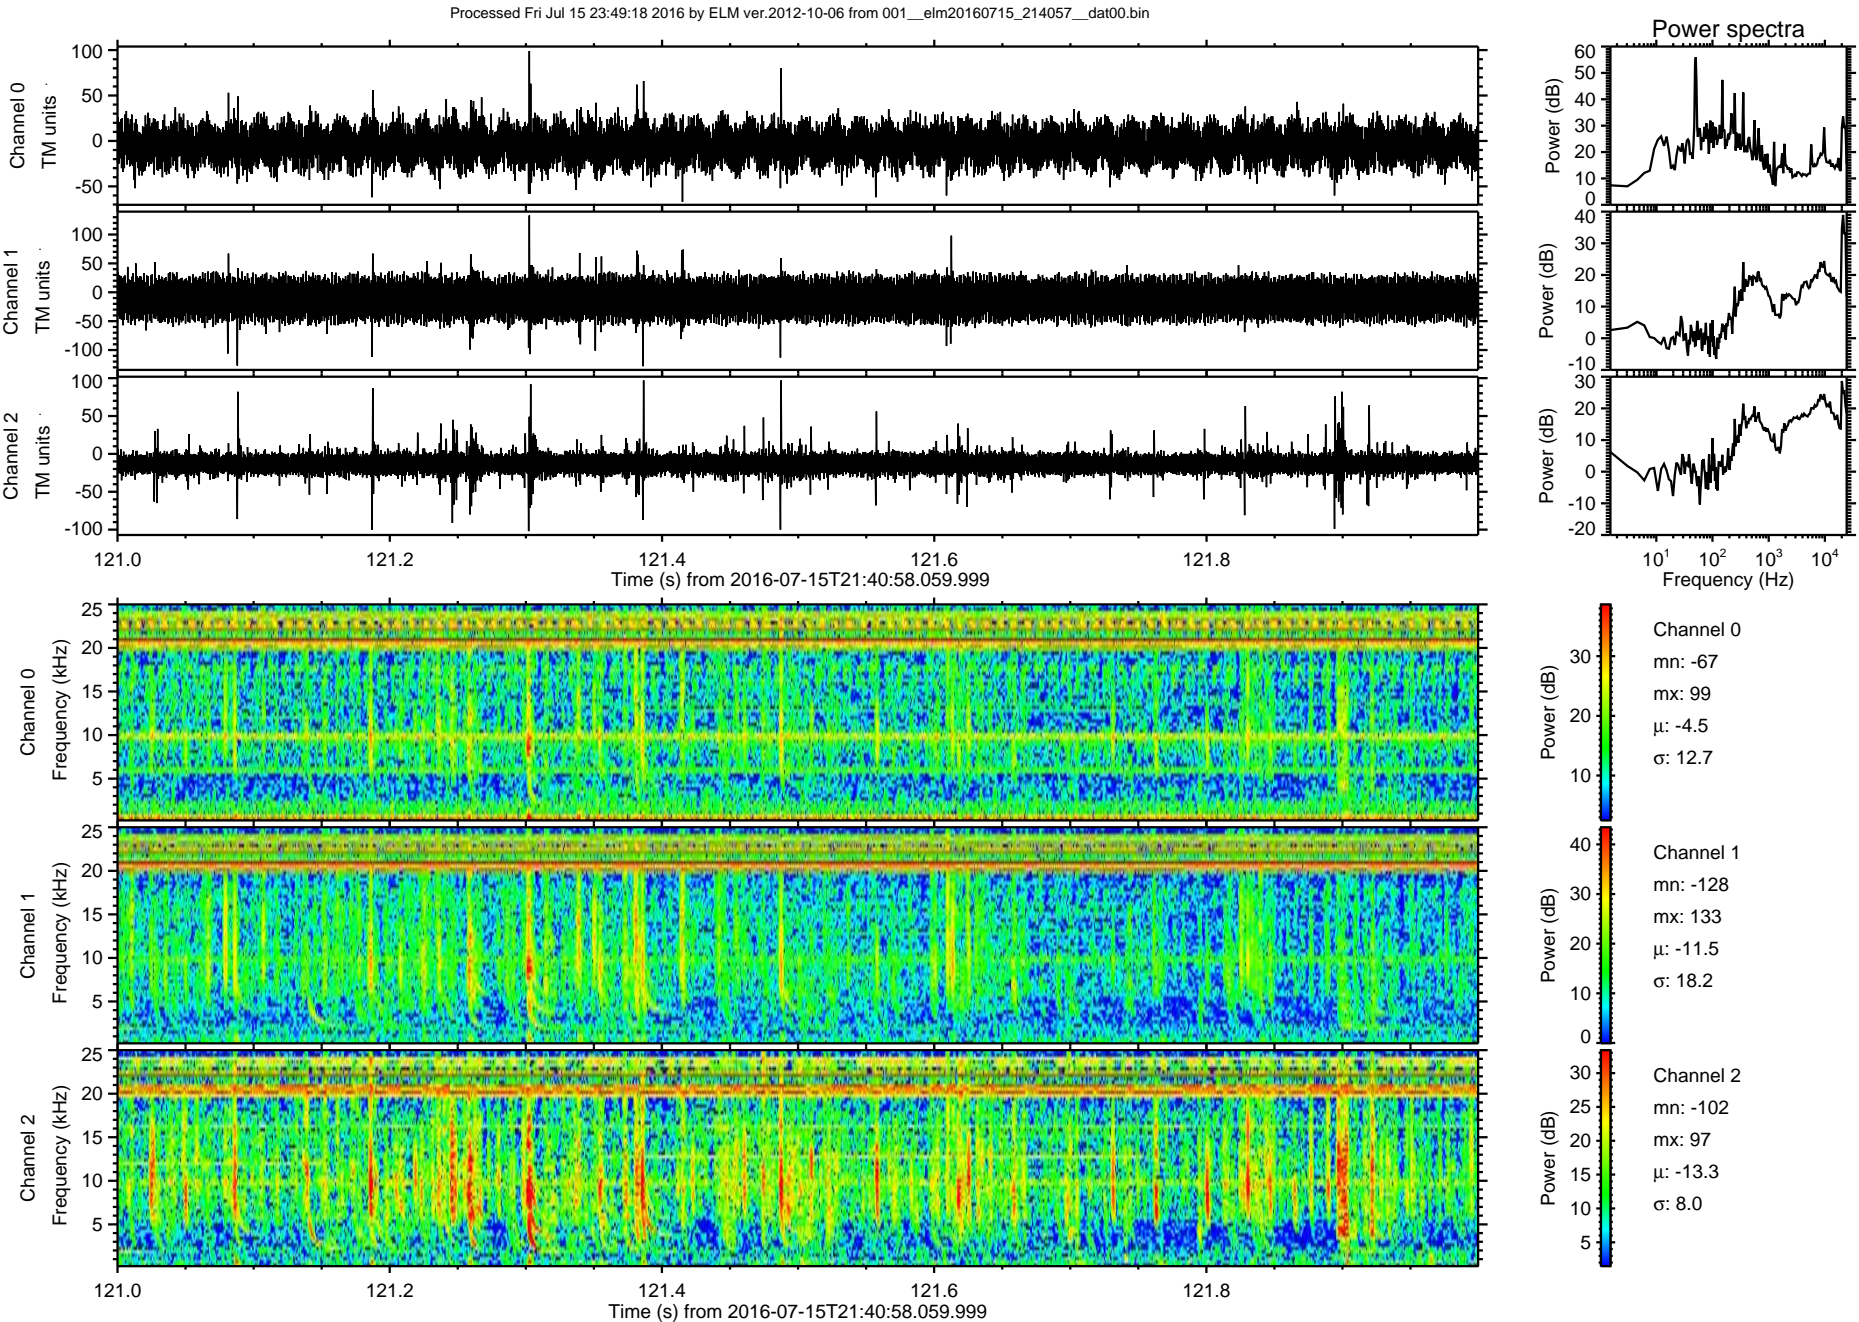 Processed Fri Jul 15 23:49:18 2016 by ELM ver.2012-10-06 from 001__elm20160715_214057__dat00.bin
Power spectra
Channel 0
TM units
100
50
0
-50
Power (dB)
60
50
40
30
20
10
0
Channel 1
TM units
100
50
0
-50
-100
Power (dB)
40
30
20
10
0
-10
Channel 2
TM units
100
50
0
-50
-100
Power (dB)
30
20
10
0
-10
-20
121.0 121.2 121.4 121.6 121.8
Time (s) from 2016-07-15T21:40:58.059.999
10^1 10^2 10^3 10^4
Frequency (Hz)
Channel 0
Frequency (kHz)
25
20
15
10
5
Power (dB)
30
20
10
Channel 0
mn: -67
mx: 99
μ: -4.5
σ: 12.7
Channel 1
Frequency (kHz)
25
20
15
10
5
Power (dB)
40
30
20
10
0
Channel 1
mn: -128
mx: 133
μ: -11.5
σ: 18.2
Channel 2
Frequency (kHz)
25
20
15
10
5
Power (dB)
30
25
20
15
10
5
Channel 2
mn: -102
mx: 97
μ: -13.3
σ: 8.0
121.0 121.2 121.4 121.6 121.8
Time (s) from 2016-07-15T21:40:58.059.999